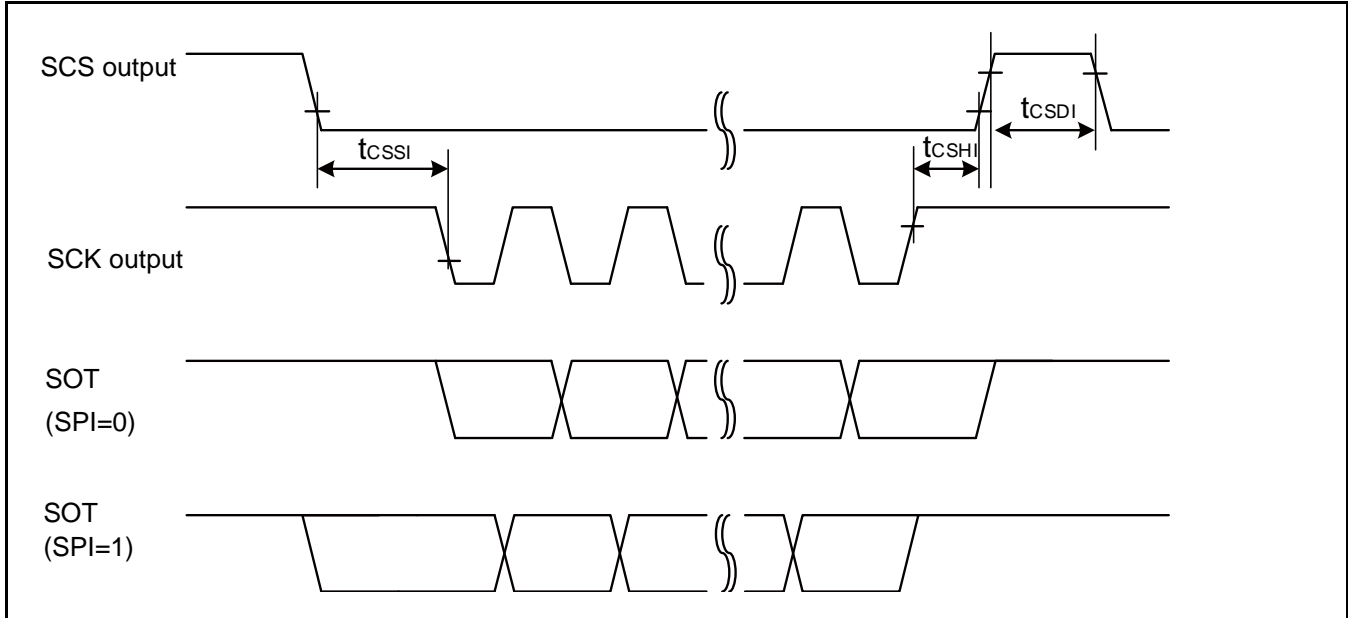 SCS output
tCSDI
tCSSI
tCSHI
SCK output
SOT
(SPI=0)
SOT
(SPI=1)